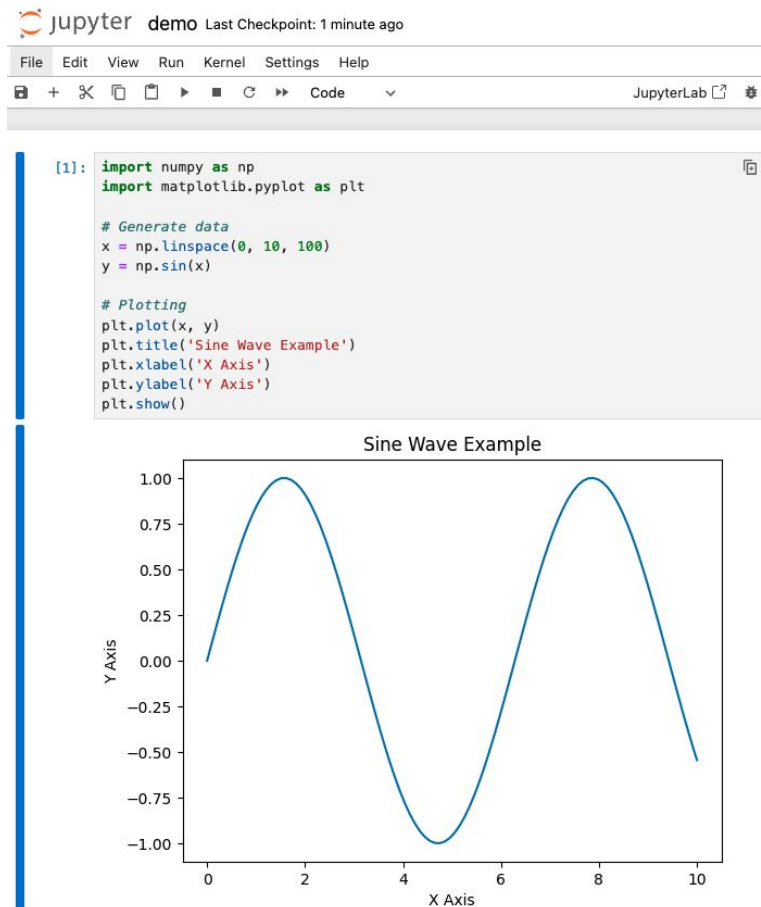 jupyter demo Last Checkpoint: 1 minute ago
File Edit View Run Kernel Settings Help
Code JupyterLab
[1]: import numpy as np
import matplotlib.pyplot as plt
# Generate data
x = np.linspace(0, 10, 100)
y = np.sin(x)
# Plotting
plt.plot(x, y)
plt.title('Sine Wave Example')
plt.xlabel('X Axis')
plt.ylabel('Y Axis')
plt.show()
Sine Wave Example
1.00
0.75
0.50
0.25
0.00
−0.25
−0.50
−0.75
−1.00
Y Axis
0 2 4 6 8 10
X Axis